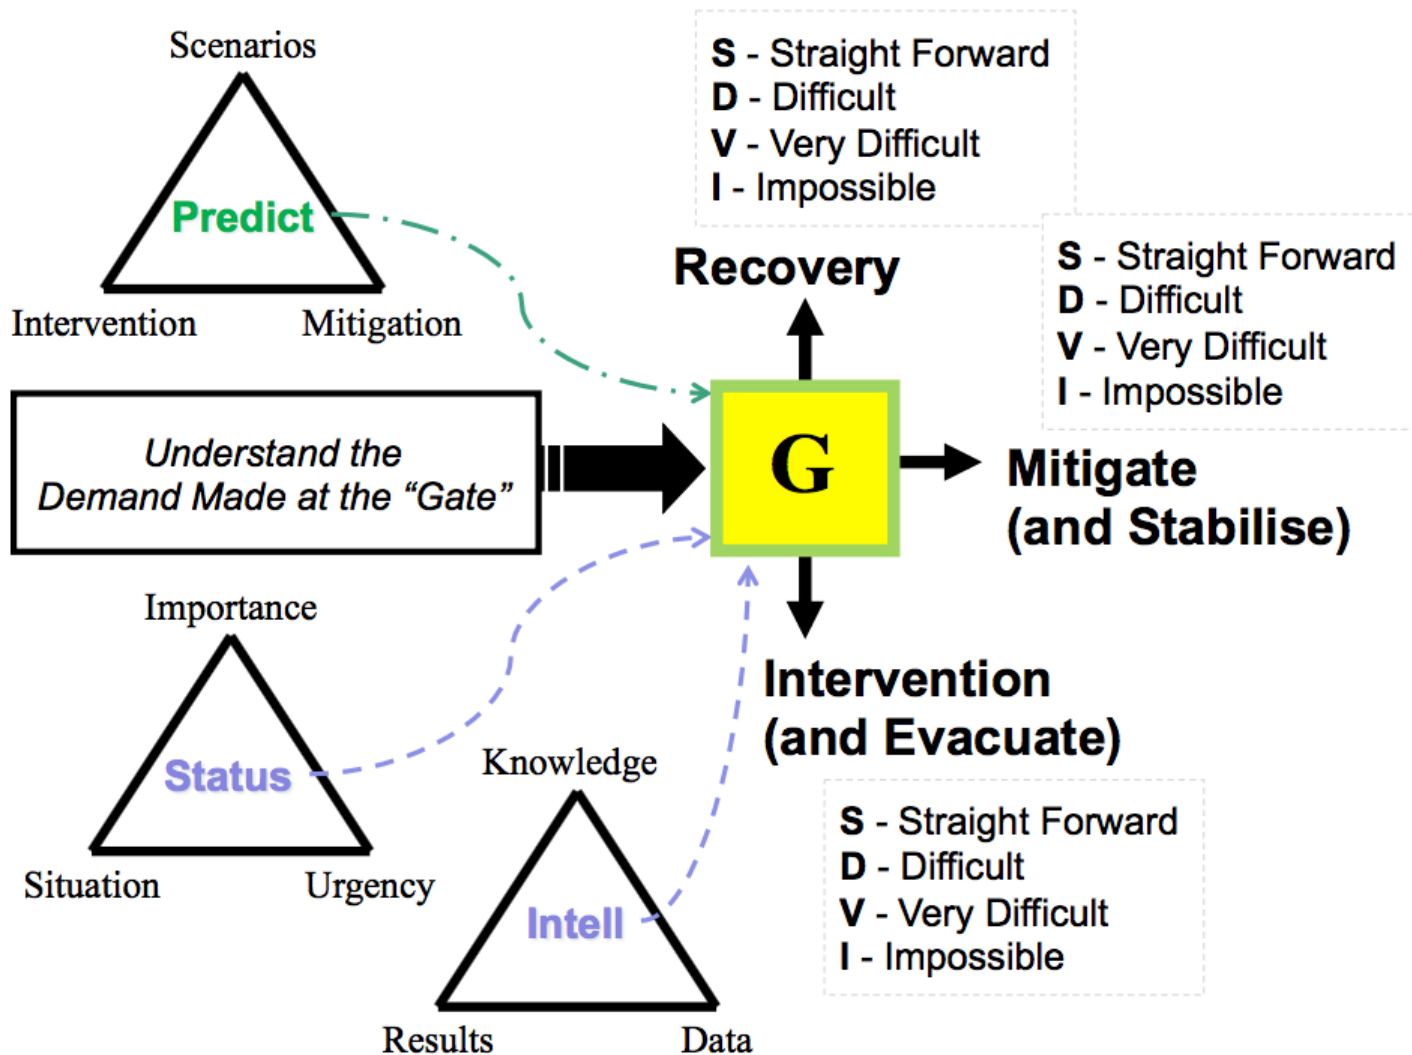 Scenarios
Predict
Intervention
Mitigation
S - Straight Forward
D - Difficult
V - Very Difficult
I - Impossible
Recovery
S - Straight Forward
D - Difficult
V - Very Difficult
I - Impossible
Understand the
Demand Made at the “Gate”
G
Mitigate
(and Stabilise)
Importance
Status
Situation
Urgency
Intervention
(and Evacuate)
Knowledge
Intell
Results
Data
S - Straight Forward
D - Difficult
V - Very Difficult
I - Impossible